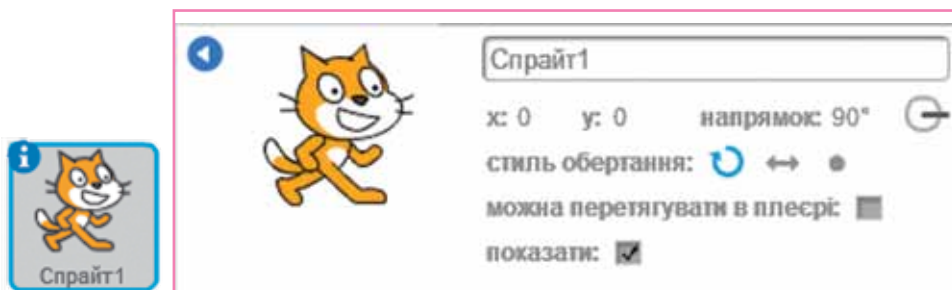 Спрайт1
x: 0 y: 0 напрямок: 90°
стиль обертання:
можна перетягувати в плеєрі:
показати:
i
Спрайт1